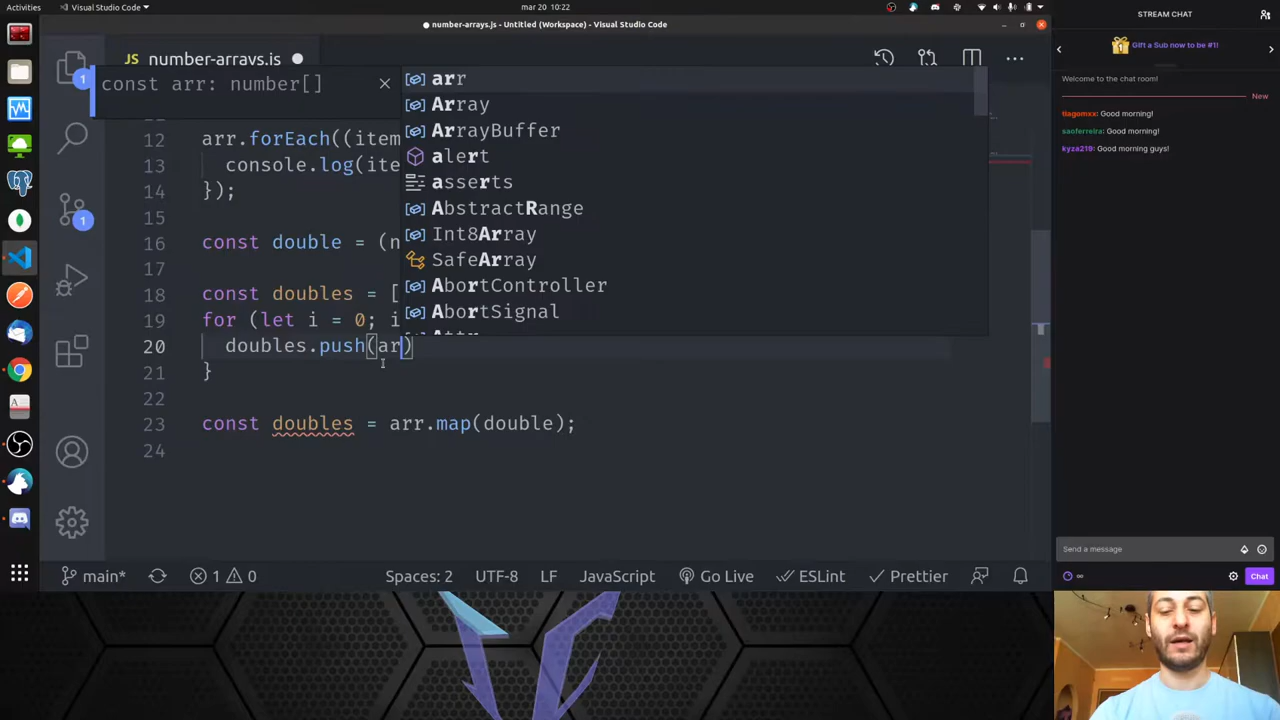 Activities
Visual Studio Code
mar 20 10:22
number-arrays.js - Untitled (Workspace) - Visual Studio Code
JS number-arrays.js
const arr: number[]
arr
Array
ArrayBuffer
alert
asserts
AbstractRange
Int8Array
SafeArray
AbortController
AbortSignal
12 arr.forEach((item
13 console.log(ite
14 });
15
16 const double = (n
17
18 const doubles = [
19 for (let i = 0; i
20 doubles.push(ar)
21 }
22
23 const doubles = arr.map(double);
24
1
1
main*
1 0
Spaces: 2
UTF-8
LF
JavaScript
Go Live
ESLint
Prettier
STREAM CHAT
Gift a Sub now to be #1!
Welcome to the chat room!
New
tiagomxx: Good morning!
saoferreira: Good morning!
kyza219: Good morning guys!
Send a message
∞
Chat